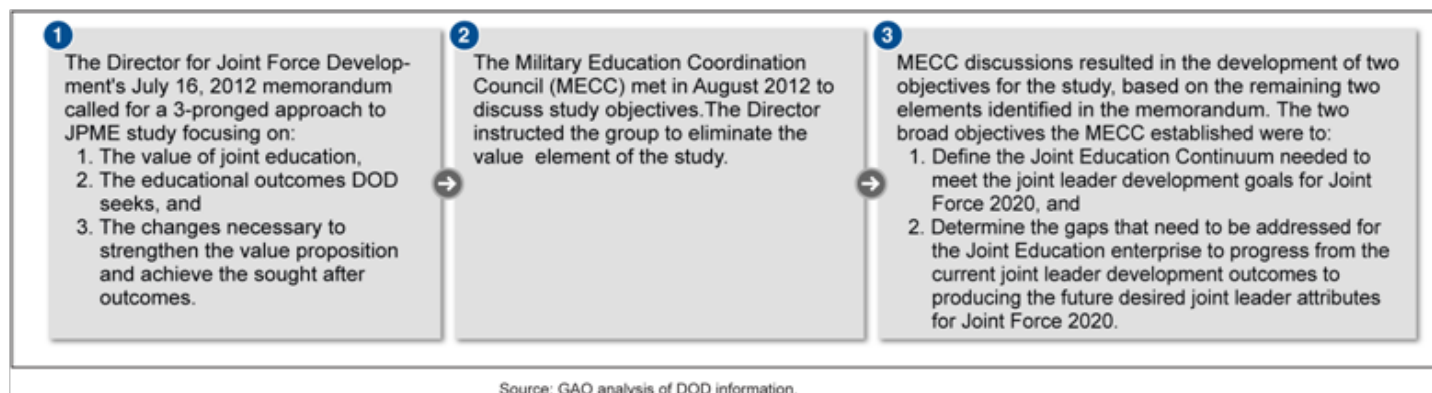 1
The Director for Joint Force Develop-
ment's July 16, 2012 memorandum
called for a 3-pronged approach to
JPME study focusing on:
1. The value of joint education,
2. The educational outcomes DOD
seeks, and
3. The changes necessary to
strengthen the value proposition
and achieve the sought after
outcomes.
2
The Military Education Coordination
Council (MECC) met in August 2012 to
discuss study objectives.The Director
instructed the group to eliminate the
value element of the study.
3
MECC discussions resulted in the development of two
objectives for the study, based on the remaining two
elements identified in the memorandum. The two
broad objectives the MECC established were to:
1. Define the Joint Education Continuum needed to
meet the joint leader development goals for Joint
Force 2020, and
2. Determine the gaps that need to be addressed for
the Joint Education enterprise to progress from the
current joint leader development outcomes to
producing the future desired joint leader attributes
for Joint Force 2020.
Source: GAO analysis of DOD information.